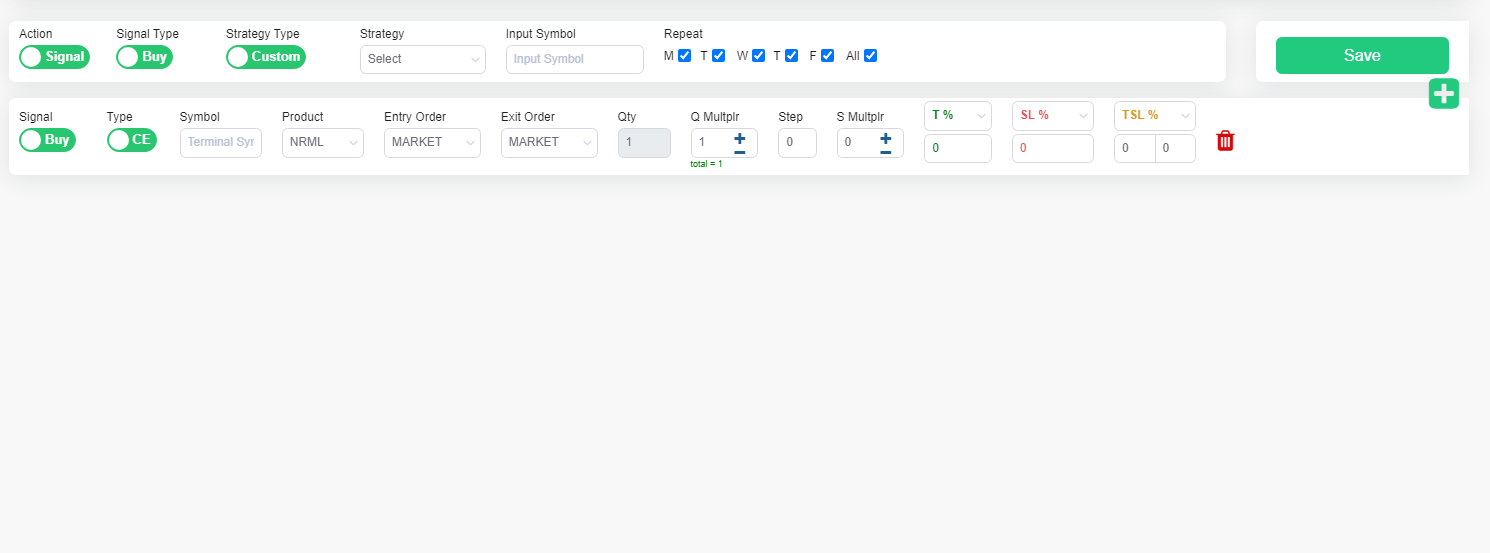 Action Signal Type Strategy Type Strategy Input Symbol Repeat
Signal Buy Custom Select Input Symbol M T W T F All Save
Signal Type Symbol Product Entry Order Exit Order Qty Q Multplr Step S Multplr T % SL % TSL %
Buy CE Terminal Syr NRML MARKET MARKET 1 1 0 0 0 0 0 0
total = 1